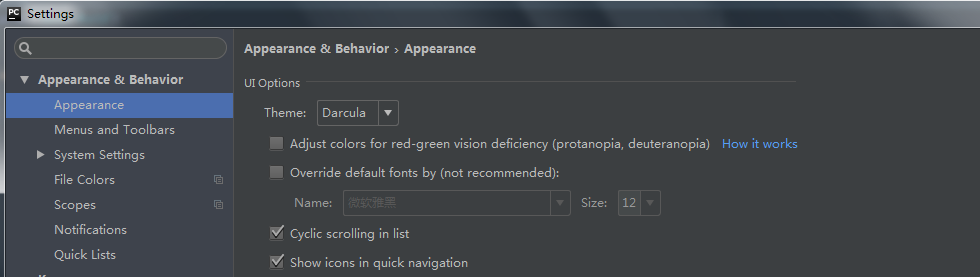 PC Settings
Appearance & Behavior › Appearance
Appearance & Behavior
Appearance
Menus and Toolbars
System Settings
File Colors
Scopes
Notifications
Quick Lists
UI Options
Theme: Darcula
Adjust colors for red-green vision deficiency (protanopia, deuteranopia) How it works
Override default fonts by (not recommended):
Name: 微软雅黑 Size: 12
Cyclic scrolling in list
Show icons in quick navigation